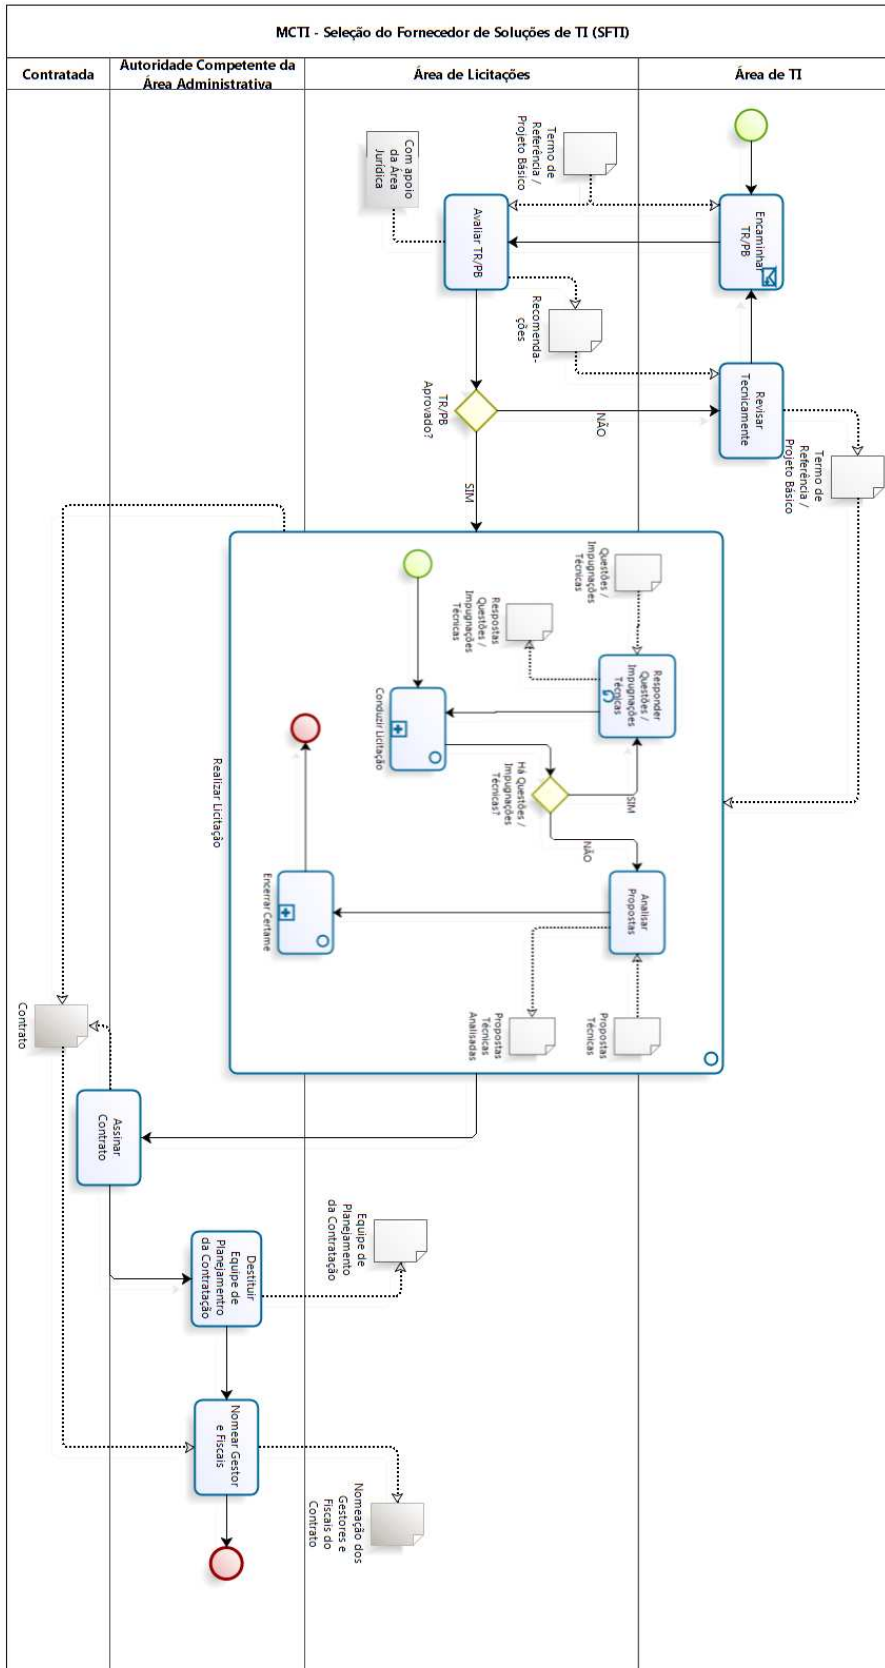 MCTI - Seleção do Fornecedor de Soluções de TI (SFTI)
Contratada
Autoridade Competente da
Área Administrativa
Área de Licitações
Área de TI
Com apoio
da Área
Jurídica
Termo de
Referência /
Projeto Básico
Encaminhar
TR/PB
Avaliar TR/PB
Recomenda-
ções
Revisar
Tecnicamente
TR/PB
Aprovado?
NÃO
Termo de
Referência /
Projeto Básico
SIM
Questões /
Impugnações
Técnicas
Respostas
Questões /
Impugnações
Técnicas
Responder
Questões /
Impugnações
Técnicas
Conduzir Licitação
Há Questões /
Impugnações
Técnicas?
SIM
NÃO
Realizar Licitação
Encerrar Certame
Analisar
Propostas
Propostas
Técnicas
Analisadas
Propostas
Técnicas
Contrato
Assinar
Contrato
Equipe de
Planejamento
da Contratação
Destituir
Equipe de
Planejamentro
da Contratação
Nomear Gestor
e Fiscais
Nomeação dos
Gestores e
Fiscais do
Contrato